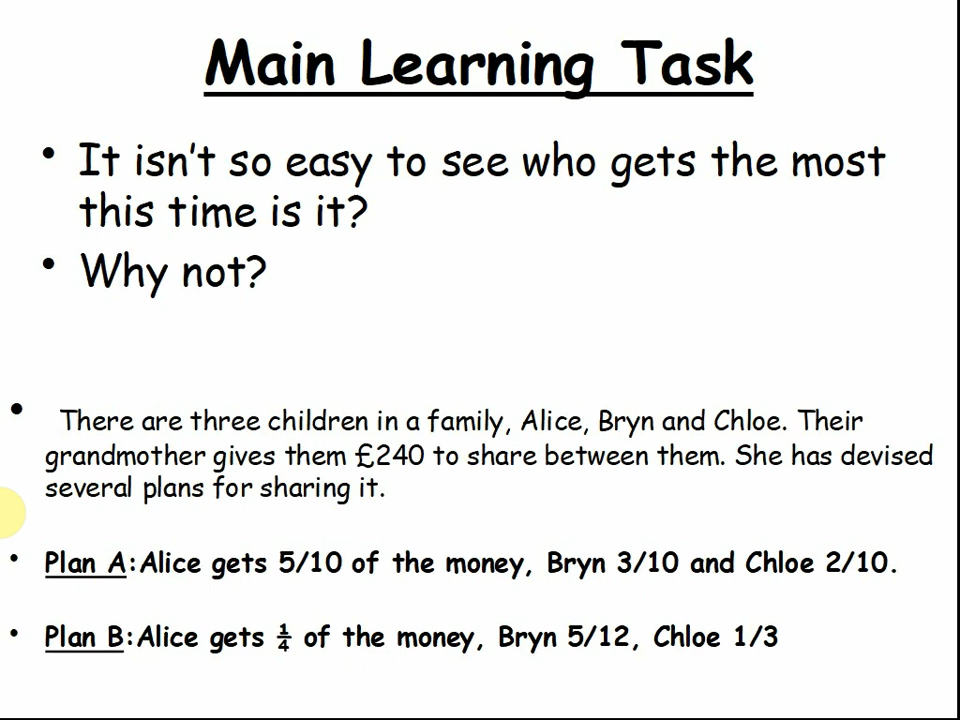 Main Learning Task
• It isn't so easy to see who gets the most
this time is it?
• Why not?
• There are three children in a family, Alice, Bryn and Chloe. Their
grandmother gives them £240 to share between them. She has devised
several plans for sharing it.
• Plan A:Alice gets 5/10 of the money, Bryn 3/10 and Chloe 2/10.
• Plan B:Alice gets ¼ of the money, Bryn 5/12, Chloe 1/3